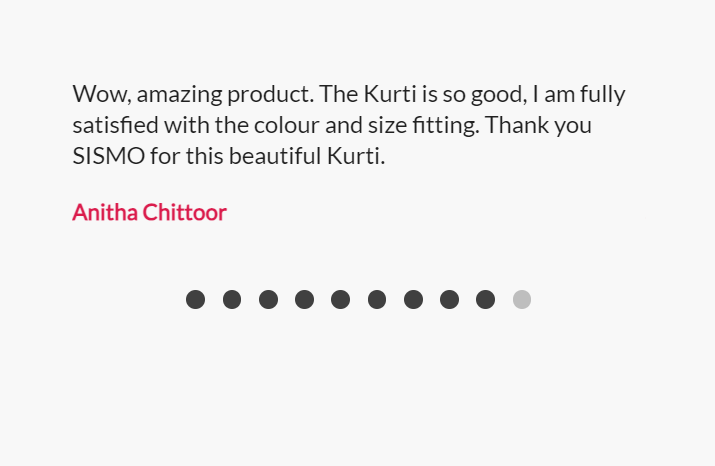 Wow, amazing product. The Kurti is so good, I am fully
satisfied with the colour and size fitting. Thank you
SISMO for this beautiful Kurti.
Anitha Chittoor